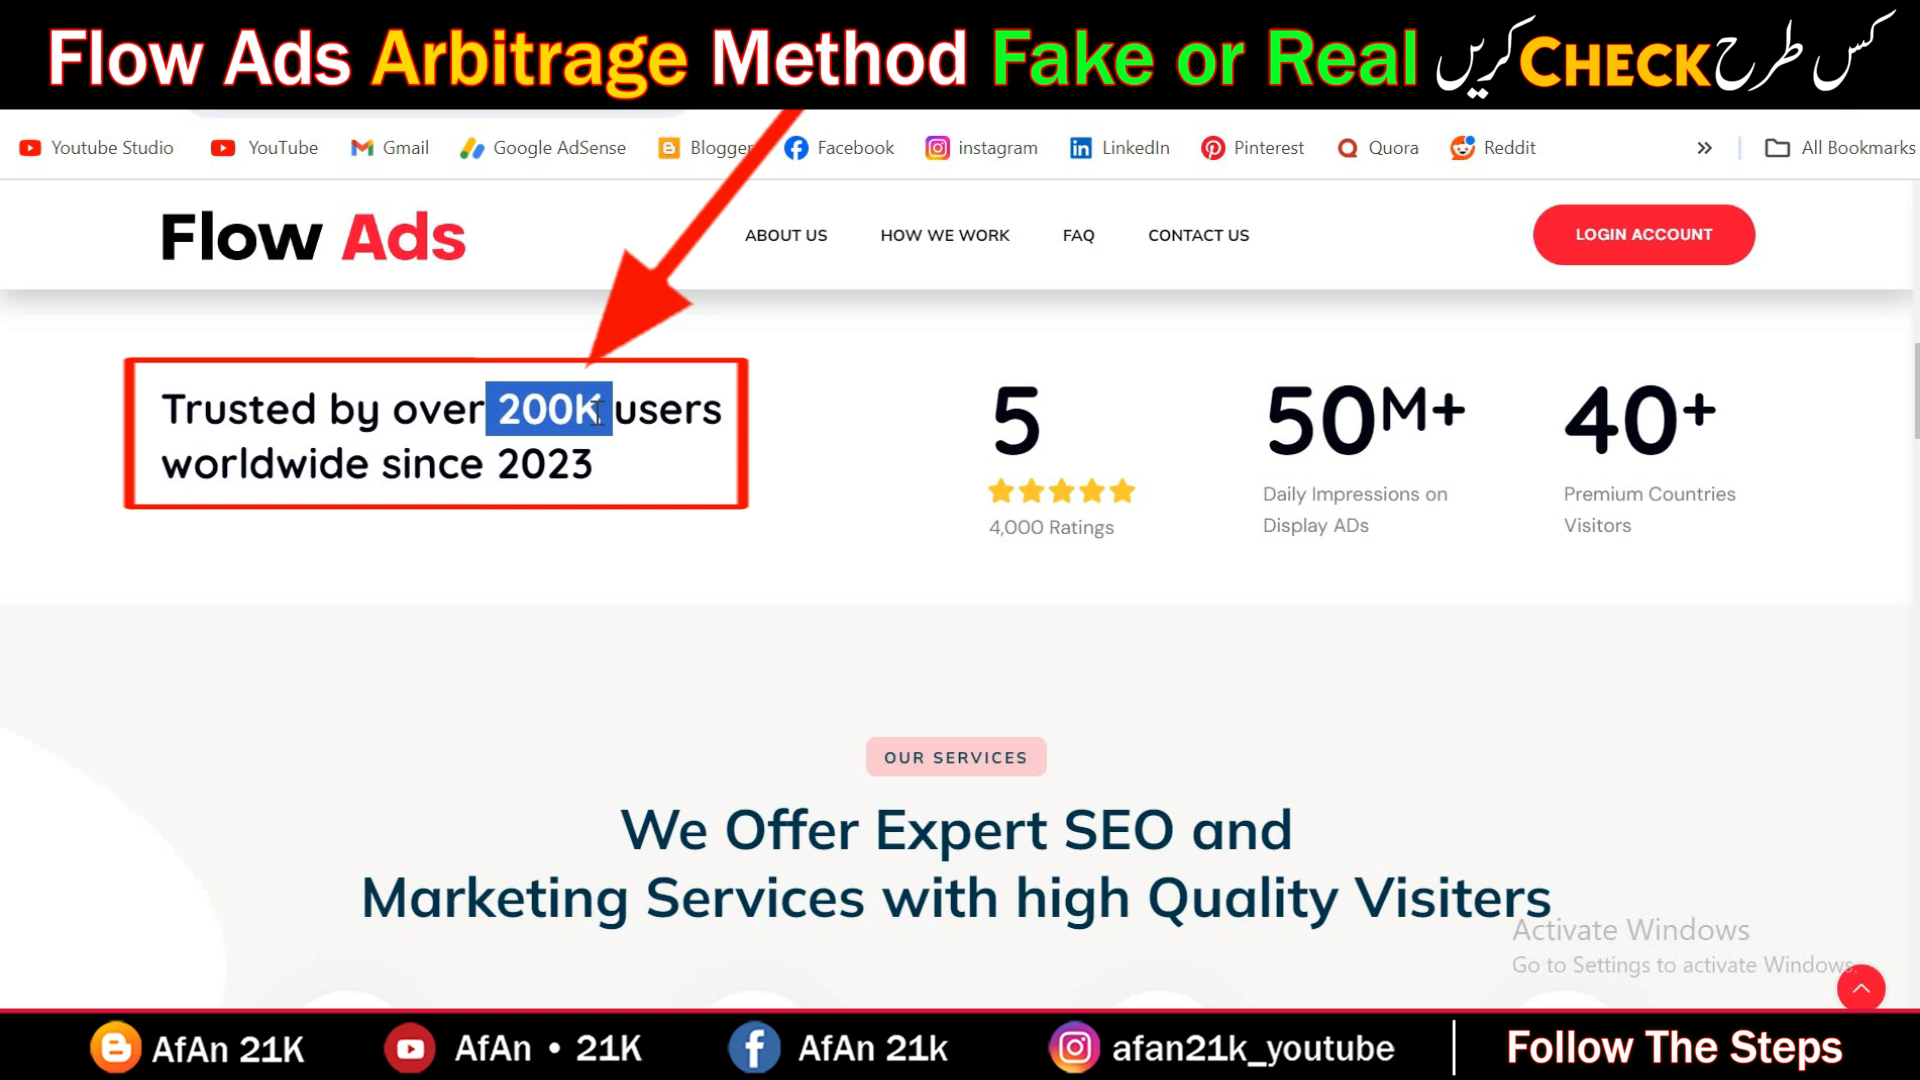 Flow Ads Arbitrage Method Fake or Real کس طرح CHECK کریں
Youtube Studio YouTube Gmail Google AdSense Blogger Facebook instagram LinkedIn Pinterest Quora Reddit » All Bookmarks
Flow Ads ABOUT US HOW WE WORK FAQ CONTACT US LOGIN ACCOUNT
Trusted by over 200K users
worldwide since 2023
5
4,000 Ratings
50M+
Daily Impressions on
Display ADs
40+
Premium Countries
Visitors
OUR SERVICES
We Offer Expert SEO and
Marketing Services with high Quality Visiters
Activate Windows
Go to Settings to activate Windows.
AfAn 21K AfAn • 21K AfAn 21k afan21k_youtube Follow The Steps